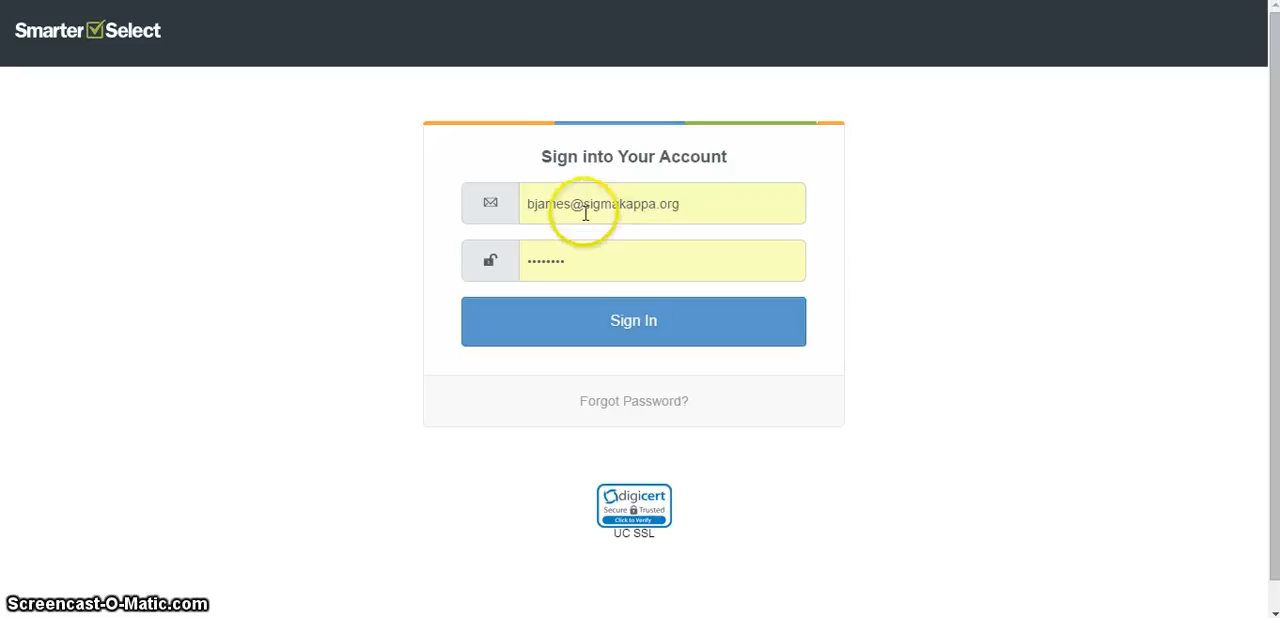 Smarter Select
Sign into Your Account
bjames@sigmakappa.org
••••••••
Sign In
Forgot Password?
digicert
Secure Trusted
Click to Verify
UC SSL
Screencast-O-Matic.com